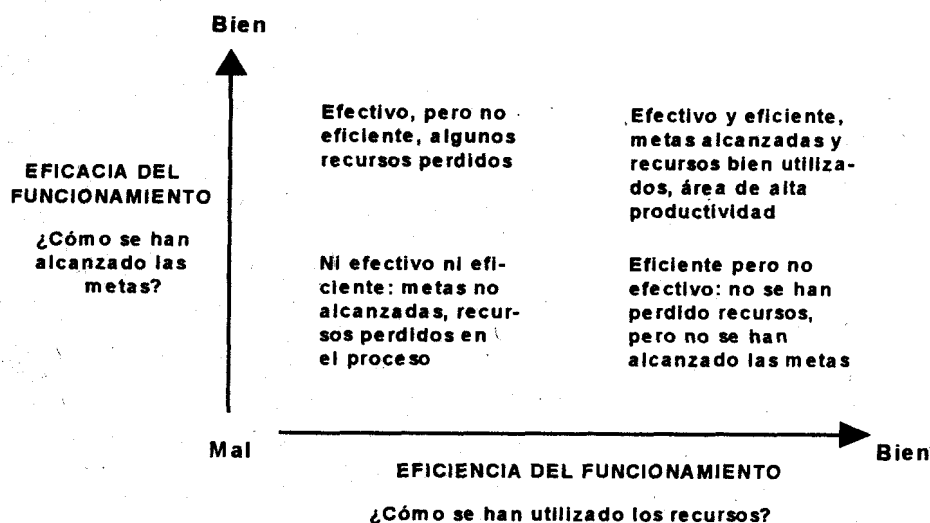 Bien
EFICACIA DEL
FUNCIONAMIENTO
¿Cómo se han
alcanzado las
metas?
Efectivo, pero no
eficiente, algunos
recursos perdidos
Efectivo y eficiente,
metas alcanzadas y
recursos bien utiliza-
dos, área de alta
productividad
Ni efectivo ni efi-
ciente: metas no
alcanzadas, recur-
sos perdidos en
el proceso
Eficiente pero no
efectivo: no se han
perdido recursos,
pero no se han
alcanzado las metas
Mal
Bien
EFICIENCIA DEL FUNCIONAMIENTO
¿Cómo se han utilizado los recursos?